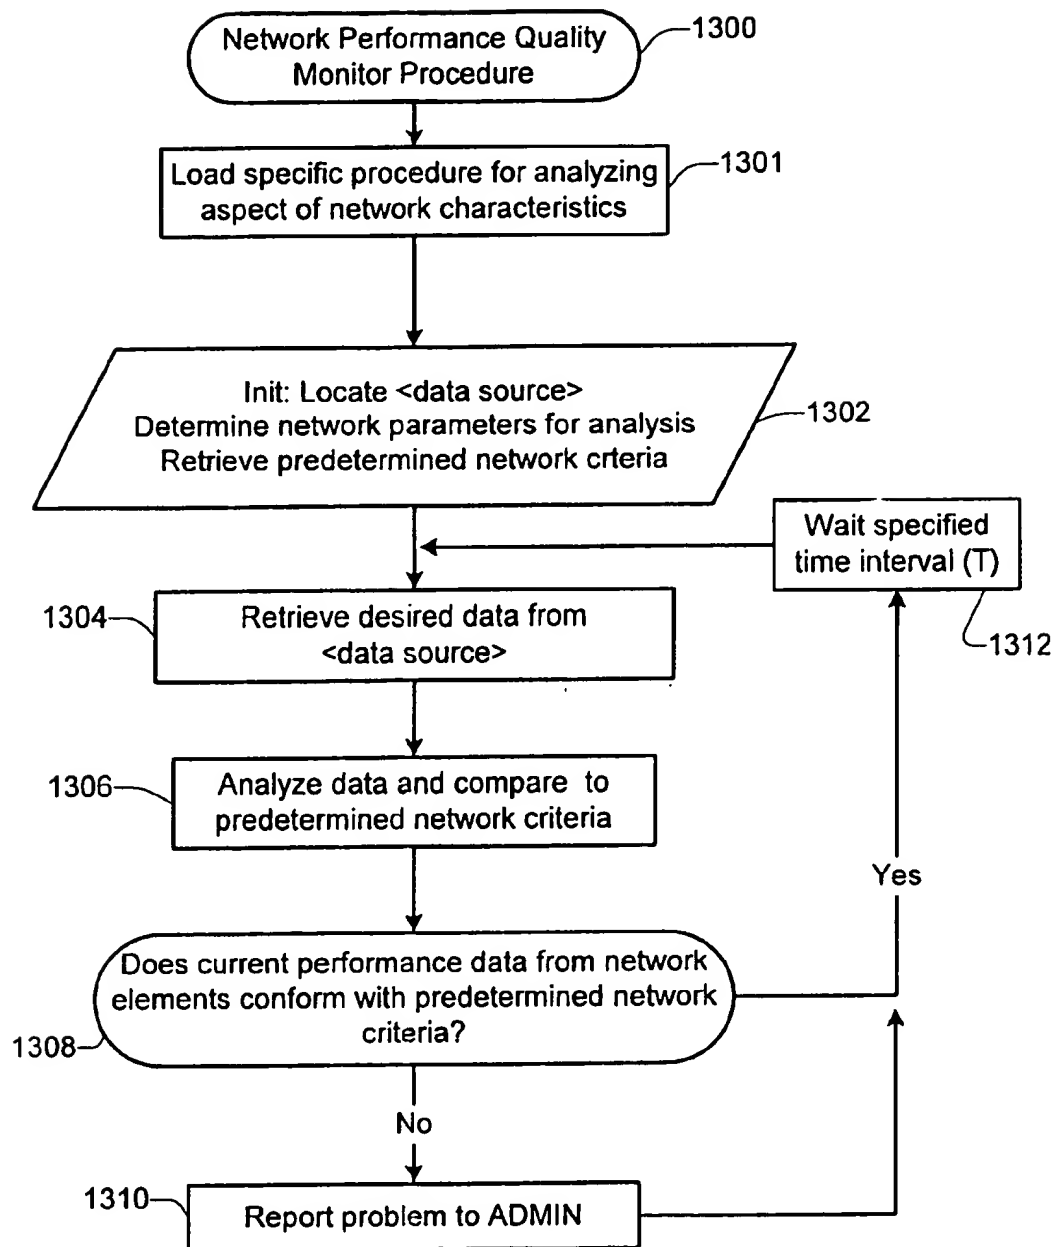 Network Performance Quality
Monitor Procedure
1300
Load specific procedure for analyzing
aspect of network characteristics
1301
Init: Locate <data source>
Determine network parameters for analysis
Retrieve predetermined network crteria
1302
Wait specified
time interval (T)
1312
1304
Retrieve desired data from
<data source>
1306
Analyze data and compare to
predetermined network criteria
Yes
Does current performance data from network
elements conform with predetermined network
criteria?
1308
No
1310
Report problem to ADMIN